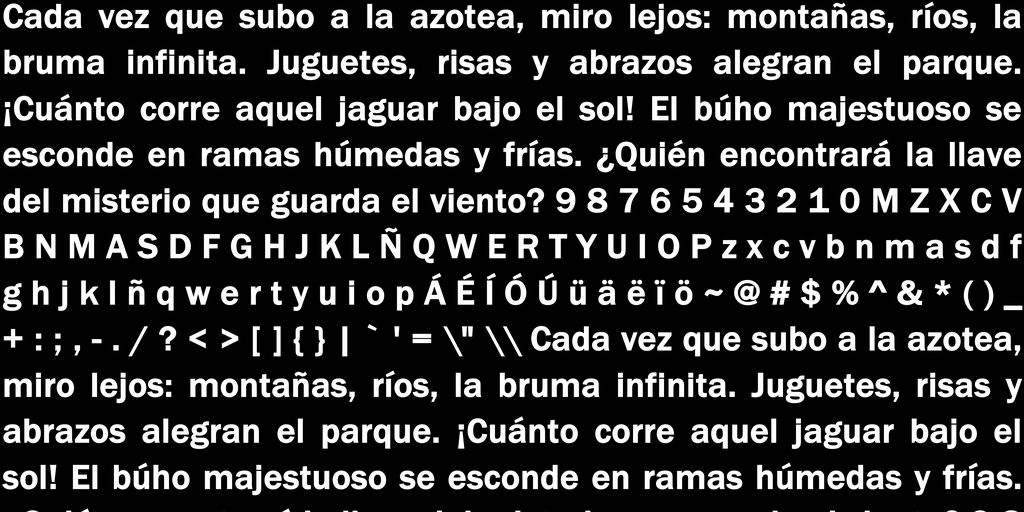 Cada vez que subo a la azotea, miro lejos: montañas, ríos, la
bruma infinita. Juguetes, risas y abrazos alegran el parque.
¡Cuánto corre aquel jaguar bajo el sol! El búho majestuoso se
esconde en ramas húmedas y frías. ¿Quién encontrará la llave
del misterio que guarda el viento? 9 8 7 6 5 4 3 2 1 0 M Z X C V
B N M A S D F G H J K L Ñ Q W E R T Y U I O P z x c v b n m a s d f
g h j k l ñ q w e r t y u i o p Á É Í Ó Ú ü ä ë ï ö ~ @ # $ % ^ & * ( ) _
+ : ; , - . / ? < > [ ] { } | ` ' = \" \\ Cada vez que subo a la azotea,
miro lejos: montañas, ríos, la bruma infinita. Juguetes, risas y
abrazos alegran el parque. ¡Cuánto corre aquel jaguar bajo el
sol! El búho majestuoso se esconde en ramas húmedas y frías.